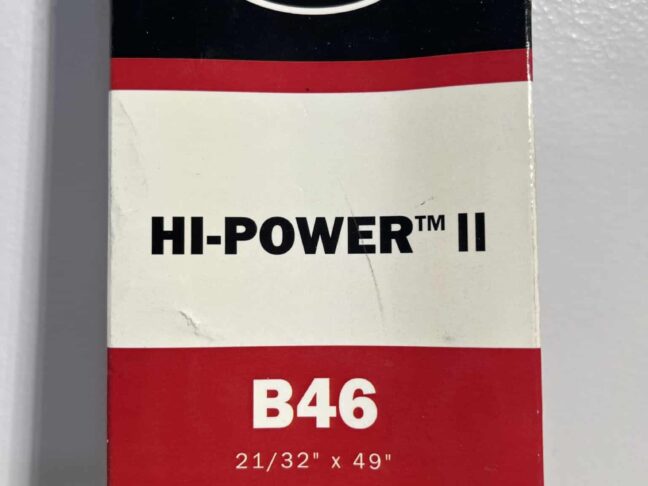 HI-POWER™ II
B46
21/32" x 49"